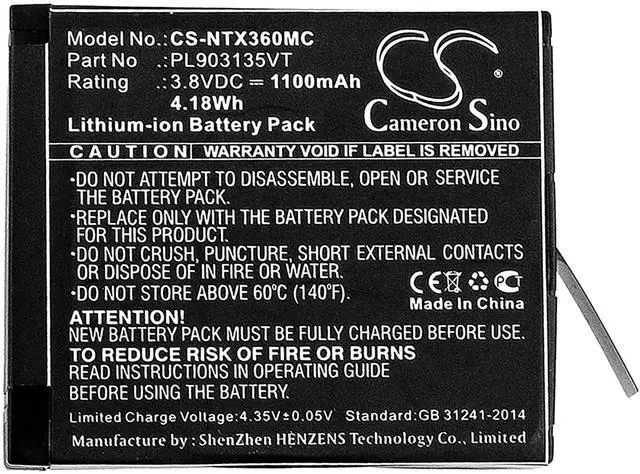 Model No.:CS-NTX360MC
Part No :PL903135VT
Rating :3.8VDC ⎓ 1100mAh
4.18Wh
Lithium-ion Battery Pack
CS
Cameron Sino
CAUTION WARRANTY VOID IF LABEL IS REMOVED
•DO NOT ATTEMPT TO DISASSEMBLE, OPEN OR SERVICE
THE BATTERY PACK.
•REPLACE ONLY WITH THE BATTERY PACK DESIGNATED
FOR THIS PRODUCT.
•DO NOT CRUSH, PUNCTURE, SHORT EXTERNAL CONTACTS
OR DISPOSE OF IN FIRE OR WATER.
•DO NOT STORE ABOVE 60°C (140°F).
CE PCT
Made In China
ATTENTION:
NEW BATTERY PACK MUST BE FULLY CHARGED BEFORE USE.
TO REDUCE RISK OF FIRE OR BURNS
READ INSTRUCTIONS IN OPERATING GUIDE
BEFORE USING BATTERY PACK.
Limited Charge Voltage:4.35V±0.05V Standard:GB 31241-2014
Manufacture by : ShenZhen HENZENS Technology Co., Ltd.